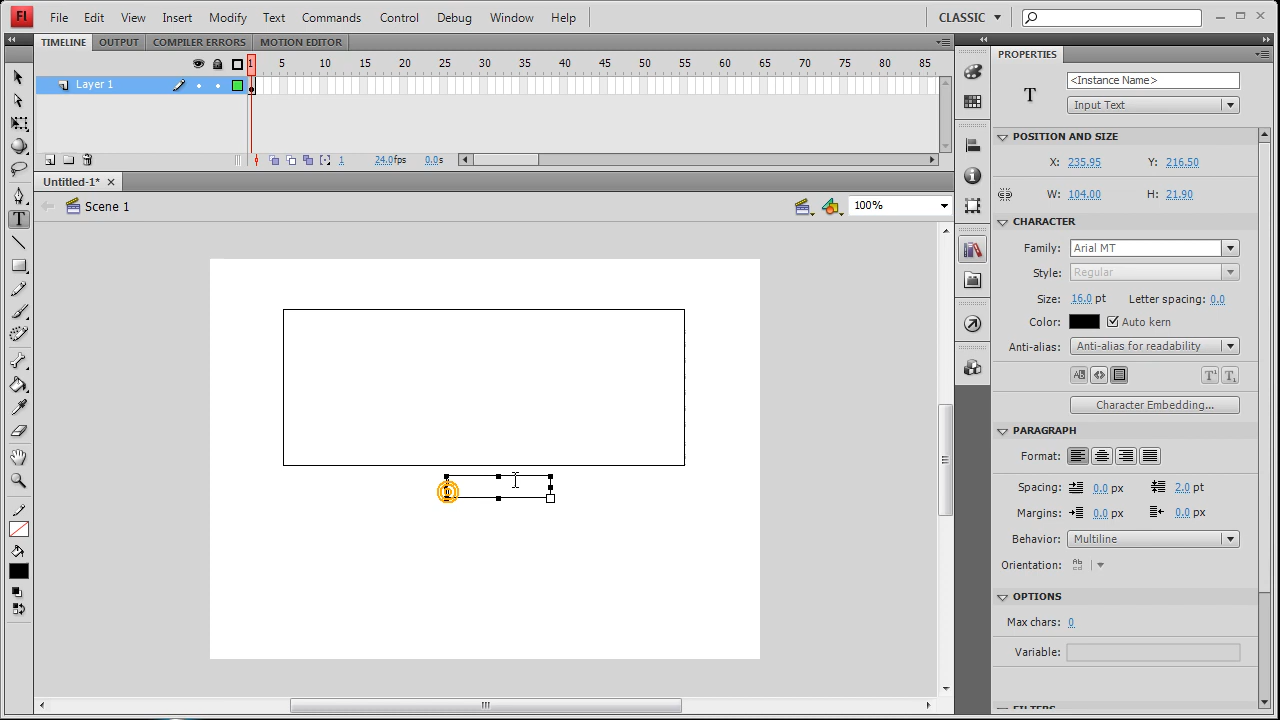 Fl File Edit View Insert Modify Text Commands Control Debug Window Help CLASSIC
TIMELINE OUTPUT COMPILER ERRORS MOTION EDITOR
1 10 15 20 25 30 35 40 45 50 55 60 65 70 75 80 85
Layer 1
1 24.0fps 0.0s
Untitled-1*
Scene 1 100%
T
PROPERTIES
T
<Instance Name>
Input Text
POSITION AND SIZE
X: 235.95 Y: 216.50
W: 104.00 H: 21.90
CHARACTER
Family: Arial MT
Style: Regular
Size: 16.0 pt Letter spacing: 0.0
Color: Auto kern
Anti-alias: Anti-alias for readability
T¹ T₁
Character Embedding...
PARAGRAPH
Format:
Spacing: 0.0 px 2.0 pt
Margins: 0.0 px 0.0 px
Behavior: Multiline
Orientation:
OPTIONS
Max chars: 0
Variable:
FILTERS